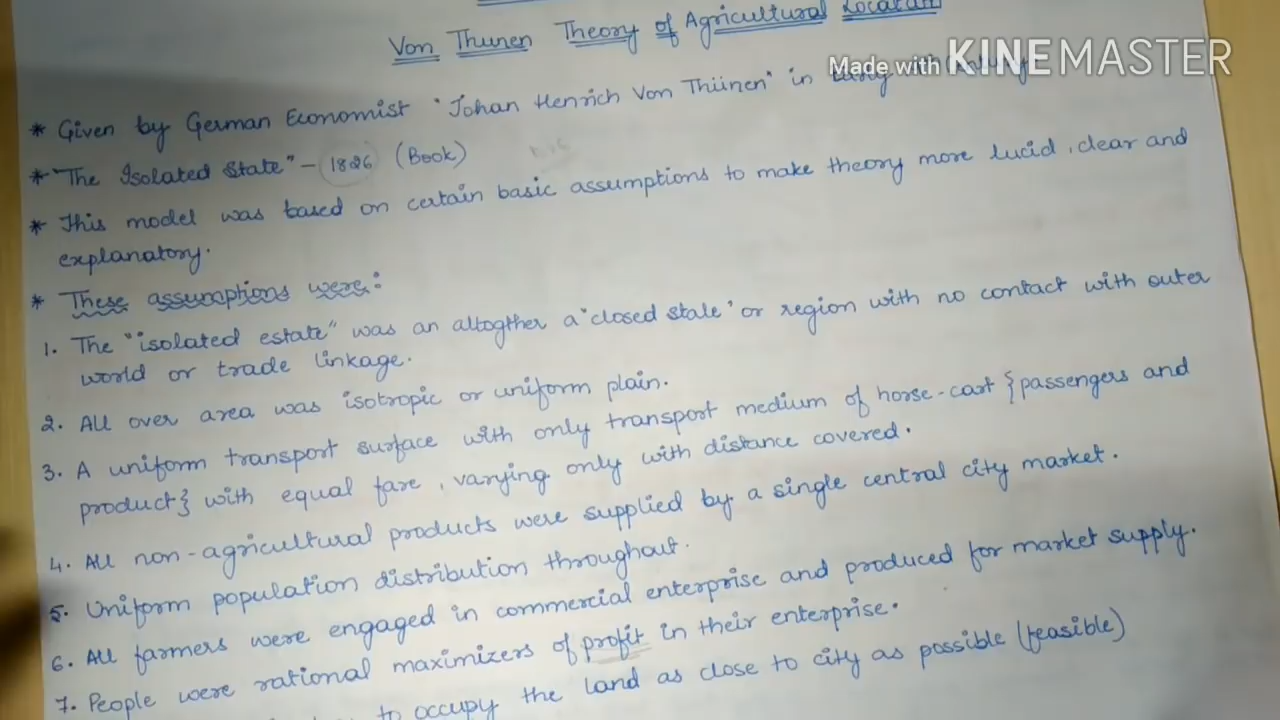 Von Thunen Theory of Agricultural Location
Made with KINEMASTER
* Given by German Economist "Johan Henrich Von Thünen" in
* "The Isolated State" - 1826 (Book)
* This model was based on certain basic assumptions to make theory more lucid, clear and
explanatory.
* These assumptions were:
1. The "isolated estate" was an altogther a "closed state" or region with no contact with outer
world or trade linkage.
2. All over area was isotropic or uniform plain.
3. A uniform transport surface with only transport medium of horse-cart {passengers and
product} with equal fare, varying only with distance covered.
4. All non-agricultural products were supplied by a single central city market.
5. Uniform population distribution throughout.
6. All farmers were engaged in commercial enterprise and produced for market supply.
7. People were rational maximizers of profit in their enterprise.
to occupy the land as close to city as possible (feasible)